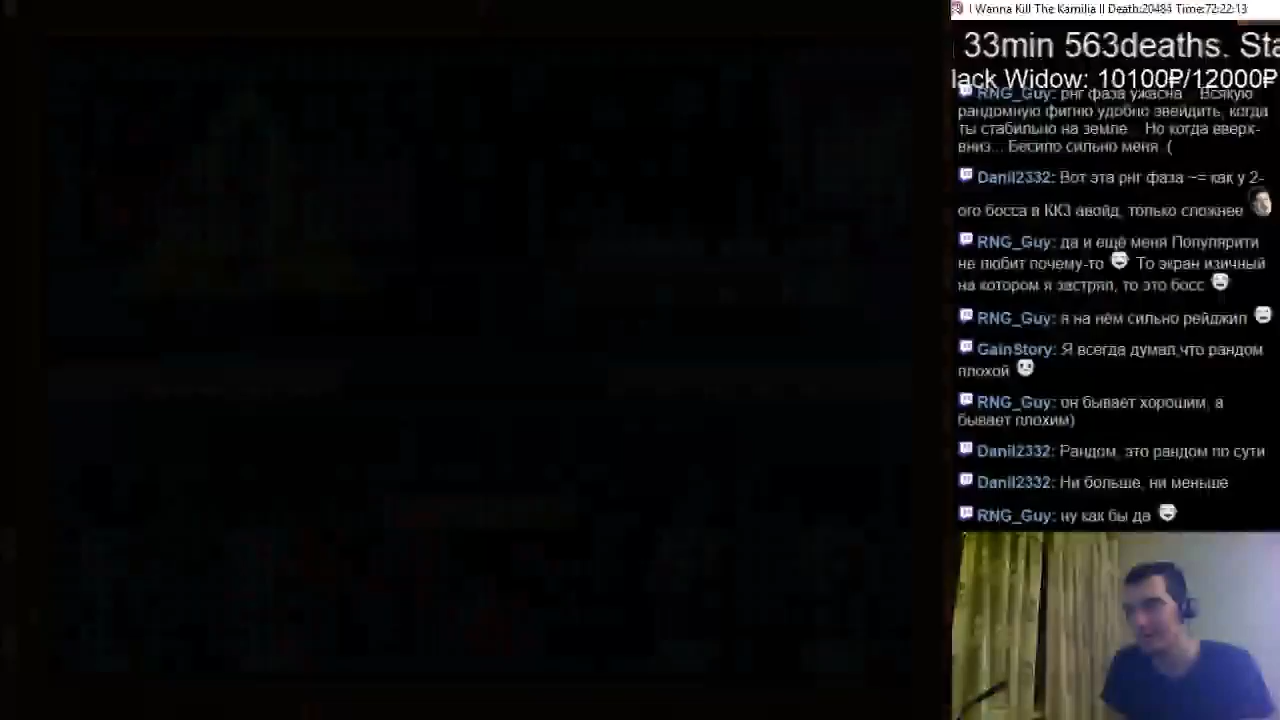 I Wanna Kill The Kamilia II Death:20484 Time:72:22:13
33min 563deaths. Sta
lack Widow: 10100₽/12000₽
RNG_Guy: рнг фаза ужасна... Всякую
рандомную фигню удобно эвейдить, когда
ты стабильно на земле... Но когда вверх-
вниз... Бесило сильно меня :(
Danil2332: Вот эта рнг фаза ~= как у 2-
ого босса в ККЗ авойд, только сложнее
RNG_Guy: да и ещё меня Популярити
не любит почему-то То экран изичный
на котором я застрял, то это босс
RNG_Guy: я на нём сильно рейджил
GainStory: Я всегда думал,что рандом
плохой
RNG_Guy: он бывает хорошим, а
бывает плохим)
Danil2332: Рандом, это рандом по сути
Danil2332: Ни больше, ни меньше
RNG_Guy: ну как бы да